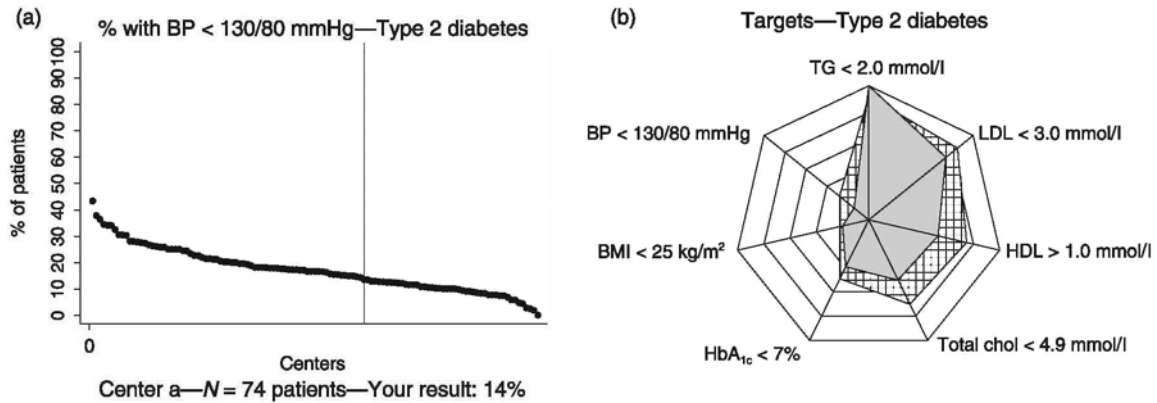 (a)
% with BP < 130/80 mmHg—Type 2 diabetes
% of patients
100
90
80
70
60
50
40
30
20
10
0
0
Centers
Center a—N = 74 patients—Your result: 14%
(b)
Targets—Type 2 diabetes
TG < 2.0 mmol/l
BP < 130/80 mmHg
LDL < 3.0 mmol/l
BMI < 25 kg/m²
HDL > 1.0 mmol/l
HbA₁c < 7%
Total chol < 4.9 mmol/l